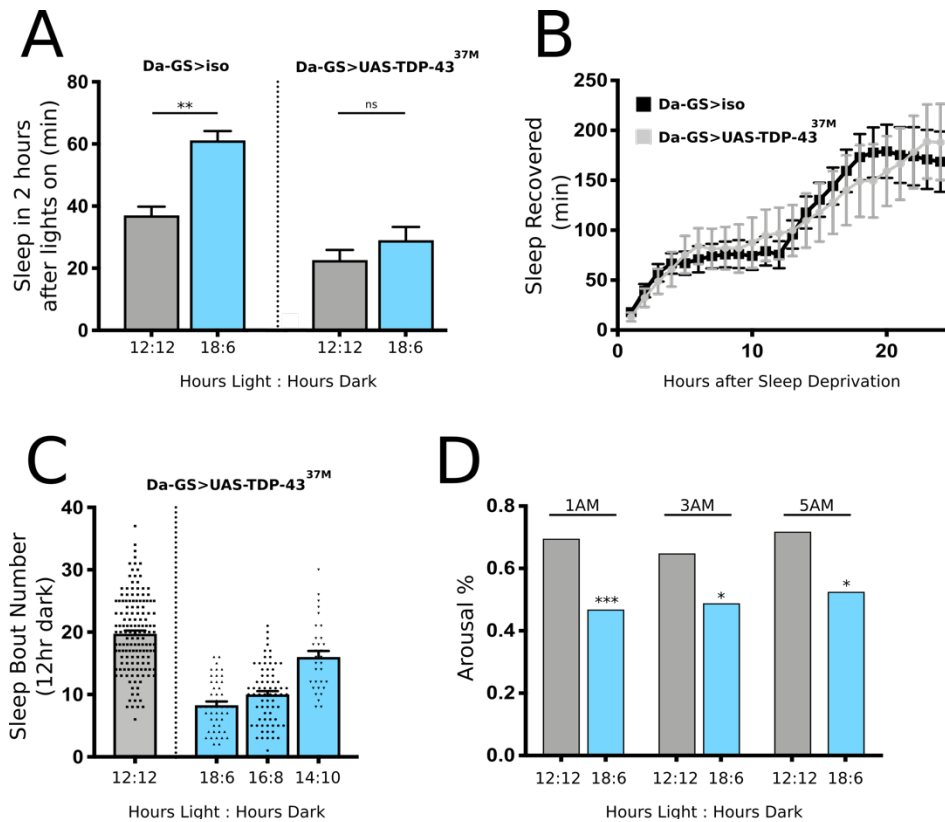 A
Da-GS>iso
Da-GS>UAS-TDP-43^37M
Sleep in 2 hours
after lights on (min)
80
60
40
20
0
**
ns
12:12
18:6
12:12
18:6
Hours Light : Hours Dark
B
Da-GS>iso
Da-GS>UAS-TDP-43^37M
Sleep Recovered
(min)
250
200
150
100
50
0
0
10
20
Hours after Sleep Deprivation
C
Da-GS>UAS-TDP-43^37M
Sleep Bout Number
(12hr dark)
40
30
20
10
0
12:12
18:6
16:8
14:10
Hours Light : Hours Dark
D
Arousal %
0.8
0.6
0.4
0.2
0.0
1AM
3AM
5AM
***
*
*
12:12
18:6
12:12
18:6
12:12
18:6
Hours Light : Hours Dark